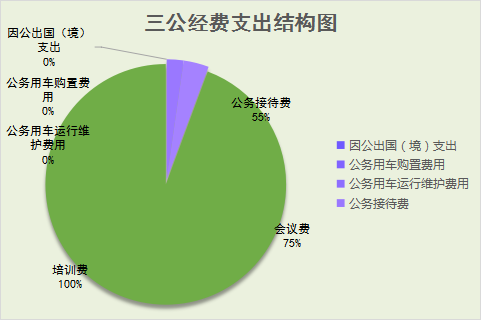 三公经费支出结构图
因公出国（境）
支出
0%
公务用车购置费
用
0%
公务用车运行维
护费用
0%
公务接待费
55%
会议费
75%
培训费
100%
因公出国（境）支出
公务用车购置费用
公务用车运行维护费用
公务接待费